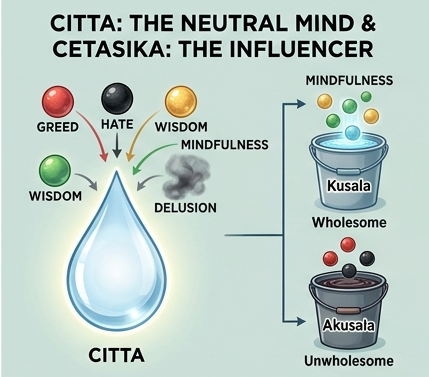 CITTA: THE NEUTRAL MIND &
CETASIKA: THE INFLUENCER
GREED
HATE
WISDOM
MINDFULNESS
WISDOM
DELUSION
CITTA
MINDFULNESS
Kusala
Wholesome
Akusala
Unwholesome